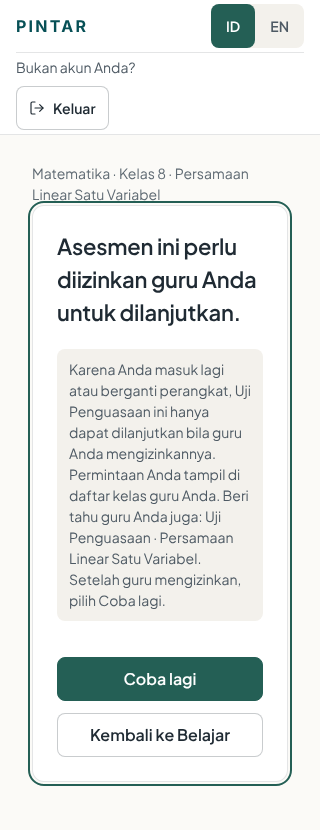 PINTAR
ID
EN
Bukan akun Anda?
Keluar
Matematika · Kelas 8 · Persamaan
Linear Satu Variabel
Asesmen ini perlu
diizinkan guru Anda
untuk dilanjutkan.
Karena Anda masuk lagi
atau berganti perangkat, Uji
Penguasaan ini hanya
dapat dilanjutkan bila guru
Anda mengizinkannya.
Permintaan Anda tampil di
daftar kelas guru Anda. Beri
tahu guru Anda juga: Uji
Penguasaan · Persamaan
Linear Satu Variabel.
Setelah guru mengizinkan,
pilih Coba lagi.
Coba lagi
Kembali ke Belajar